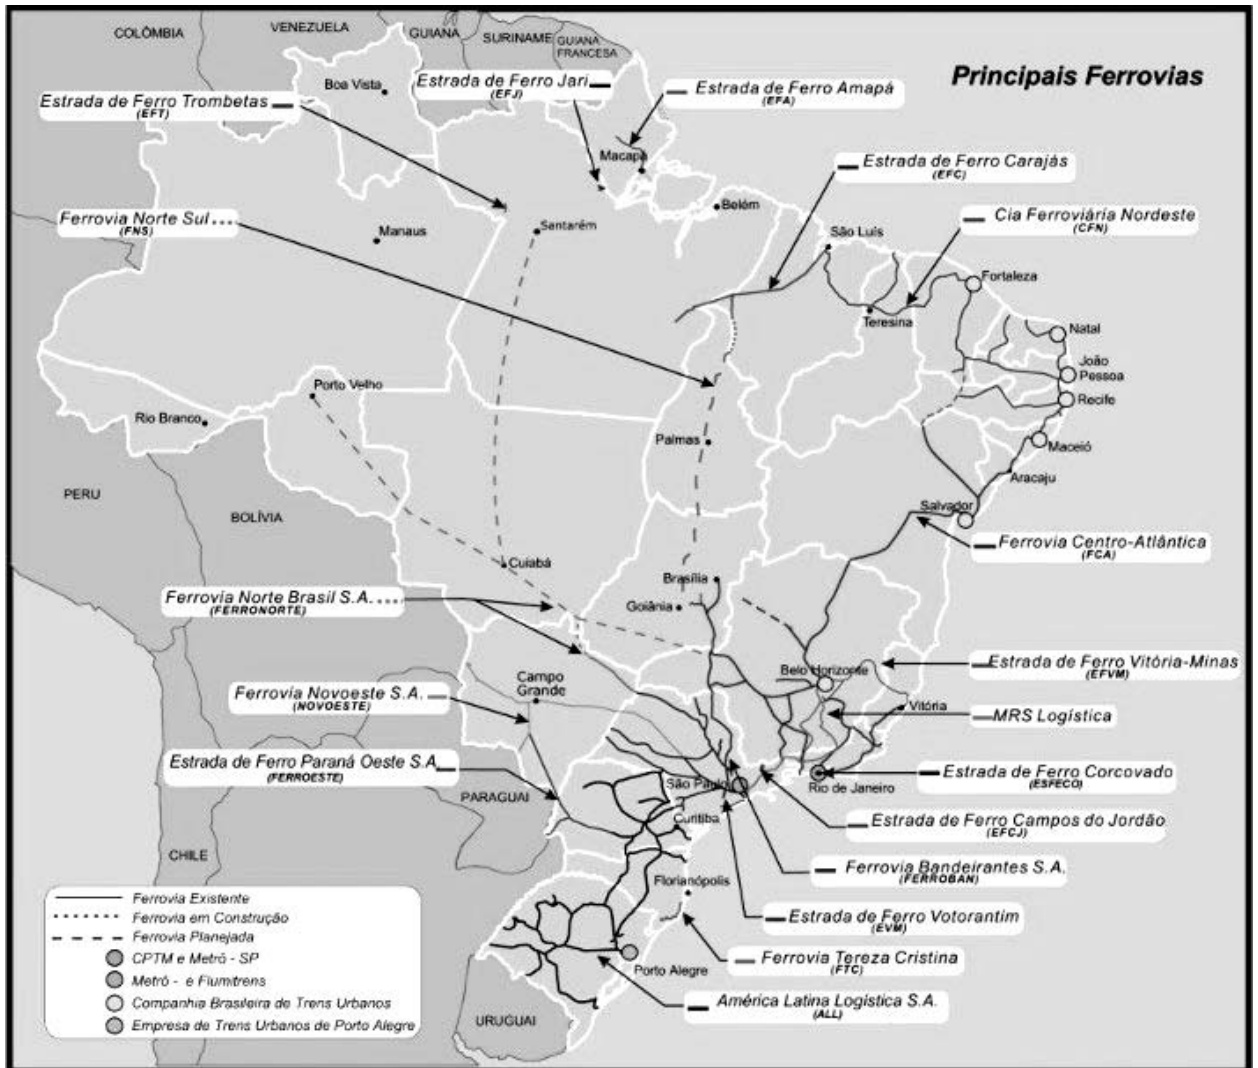 COLÔMBIA
VENEZUELA
GUIANA
SURINAME
GUIANA
FRANCESA
Principais Ferrovias
Boa Vista
Estrada de Ferro Jari
(EFJ)
Estrada de Ferro Amapá
(EFA)
Estrada de Ferro Trombetas
(EFT)
Macapá
Estrada de Ferro Carajás
(EFC)
Belém
Ferrovia Norte Sul
(FNS)
Cia Ferroviária Nordeste
(CFN)
Manaus
Santarém
São Luís
Fortaleza
Teresina
Natal
João
Pessoa
Porto Velho
Recife
Rio Branco
Palmas
Maceió
Aracaju
PERU
BOLÍVIA
Salvador
Ferrovia Centro-Atlântica
(FCA)
Cuiabá
Brasília
Ferrovia Norte Brasil S.A.
(FERRONORTE)
Goiânia
Belo Horizonte
Estrada de Ferro Vitória-Minas
(EFVM)
Campo
Grande
Ferrovia Novoeste S.A.
(NOVOESTE)
Vitória
MRS Logística
Estrada de Ferro Paraná Oeste S.A
(FERROESTE)
Estrada de Ferro Corcovado
(ESFECO)
São Paulo
Rio de Janeiro
PARAGUAI
Curitiba
Estrada de Ferro Campos do Jordão
(EFCJ)
CHILE
Ferrovia Bandeirantes S.A.
(FERROBAN)
Florianópolis
Ferrovia Existente
Estrada de Ferro Votorantim
(EVM)
Ferrovia em Construção
Ferrovia Planejada
CPTM e Metrô - SP
Ferrovia Tereza Cristina
(FTC)
Porto Alegre
Metrô - e Flumitrens
Companhia Brasileira de Trens Urbanos
América Latina Logística S.A.
(ALL)
Empresa de Trens Urbanos de Porto Alegre
URUGUAI